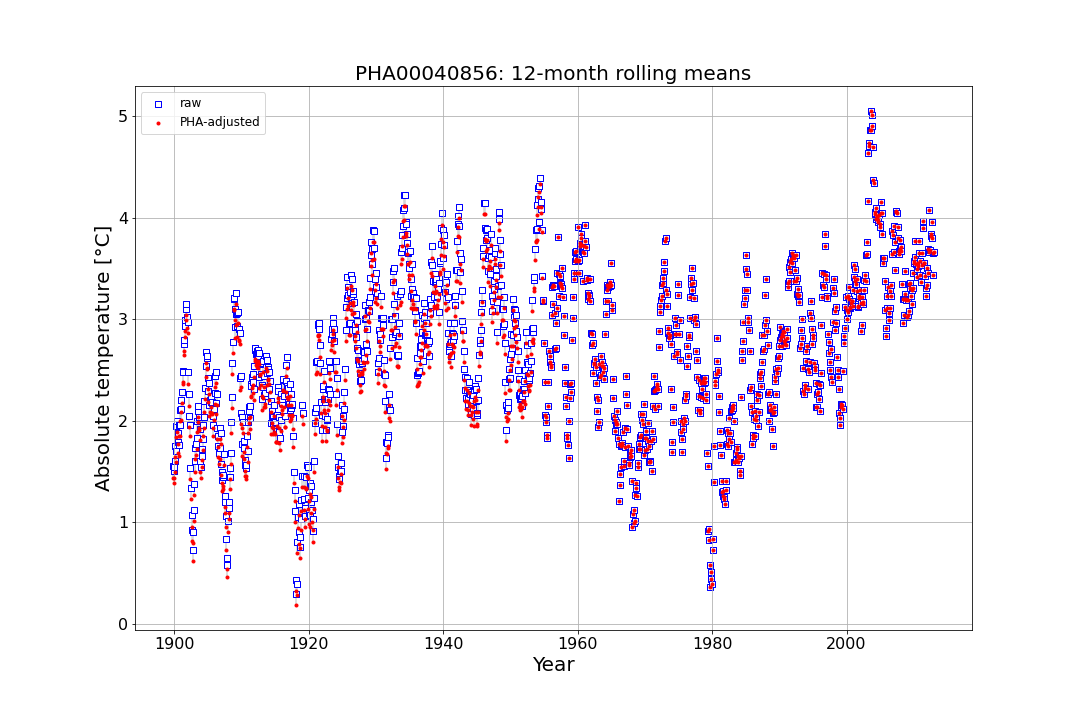 PHA00040856: 12-month rolling means
raw
PHA-adjusted
Absolute temperature [°C]
5
4
3
2
1
0
1900 1920 1940 1960 1980 2000
Year